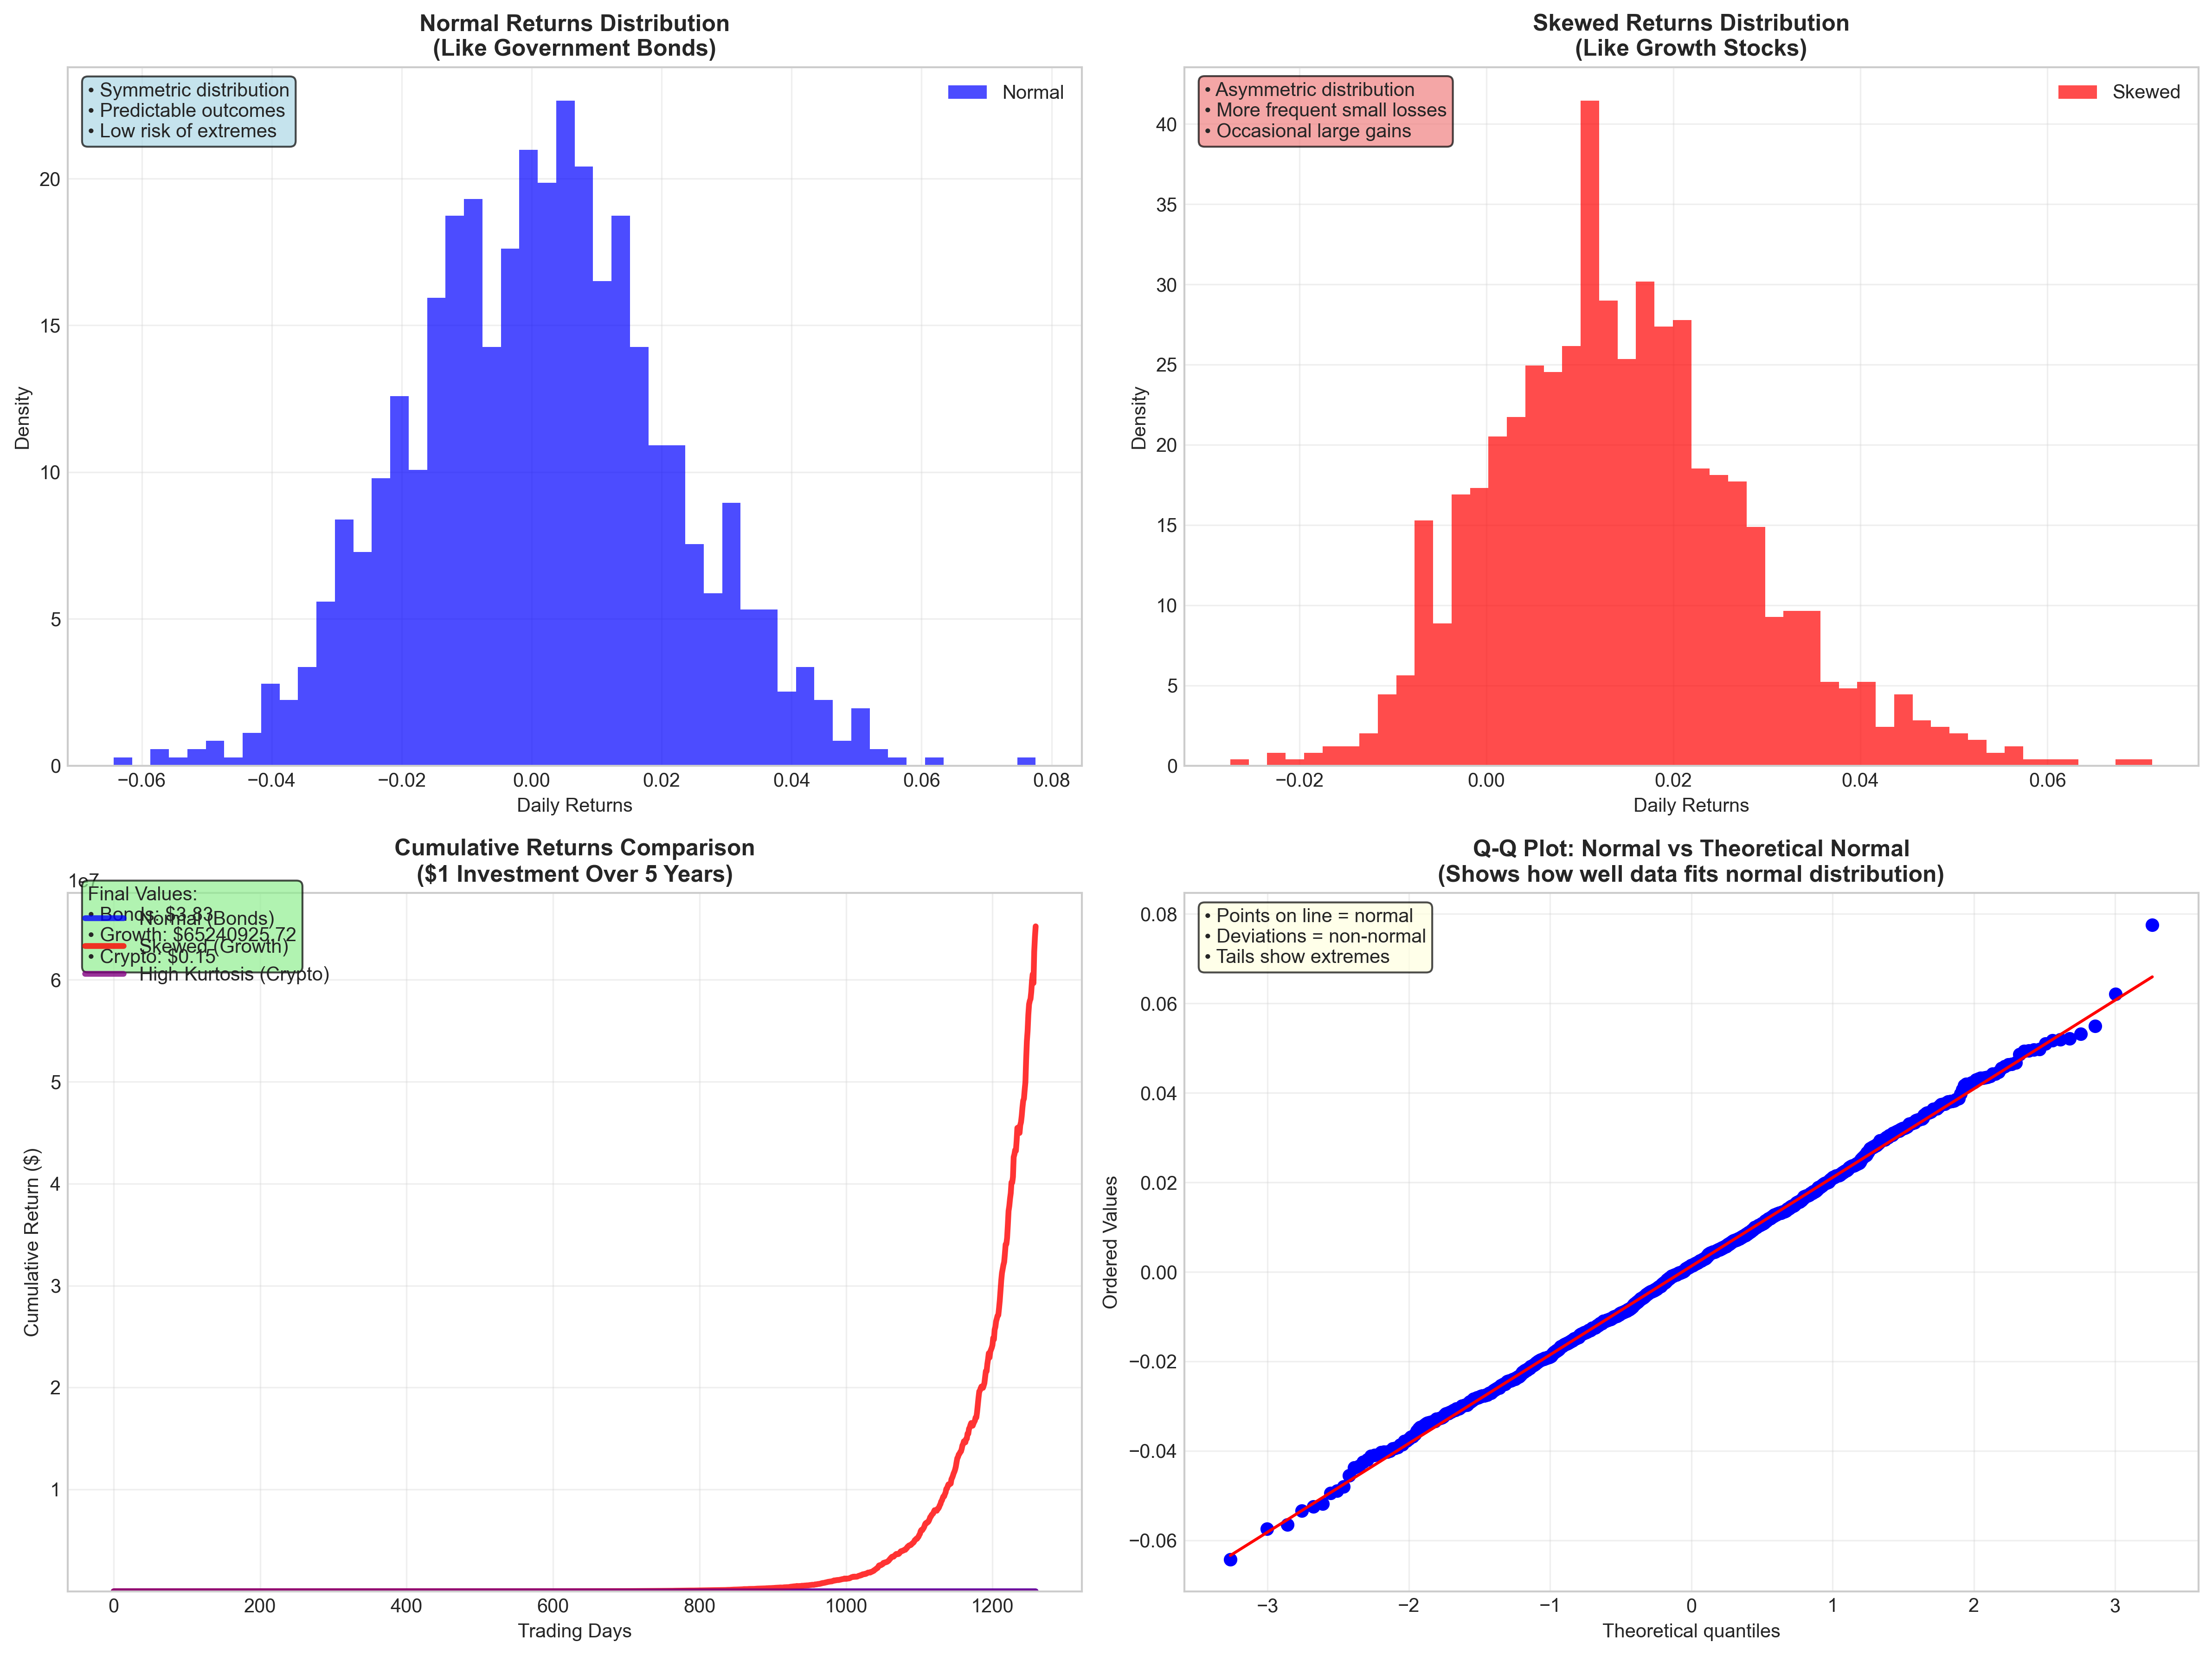 Normal Returns Distribution
(Like Government Bonds)
• Symmetric distribution
• Predictable outcomes
• Low risk of extremes
Normal
20
15
10
5
0
Density
−0.06
−0.04
−0.02
0.00
0.02
0.04
0.06
0.08
Daily Returns
Skewed Returns Distribution
(Like Growth Stocks)
• Asymmetric distribution
• More frequent small losses
• Occasional large gains
Skewed
40
35
30
25
20
15
10
5
0
Density
−0.02
0.00
0.02
0.04
0.06
Daily Returns
Cumulative Returns Comparison
($1 Investment Over 5 Years)
1e7
Final Values:
• Bonds: $3.83
• Growth: $65240925.72
• Crypto: $0.15
Normal (Bonds)
Skewed (Growth)
High Kurtosis (Crypto)
6
5
4
3
2
1
Cumulative Return ($)
0
200
400
600
800
1000
1200
Trading Days
Q-Q Plot: Normal vs Theoretical Normal
(Shows how well data fits normal distribution)
• Points on line = normal
• Deviations = non-normal
• Tails show extremes
0.08
0.06
0.04
0.02
0.00
−0.02
−0.04
−0.06
Ordered Values
−3
−2
−1
0
1
2
3
Theoretical quantiles